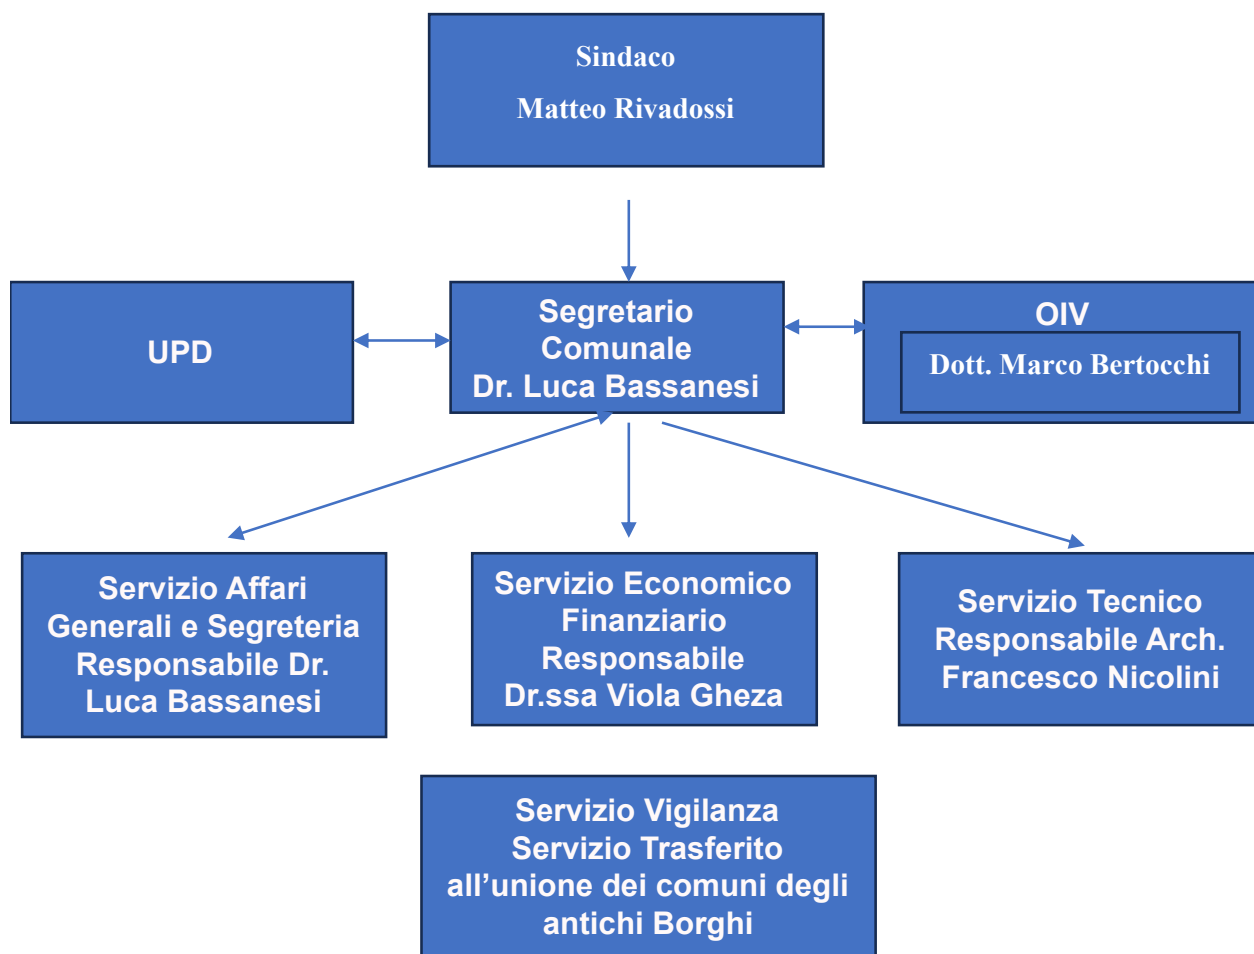 Sindaco
Matteo Rivadossi
UPD
Segretario
Comunale
Dr. Luca Bassanesi
OIV
Dott. Marco Bertocchi
Servizio Affari
Generali e Segreteria
Responsabile Dr.
Luca Bassanesi
Servizio Economico
Finanziario
Responsabile
Dr.ssa Viola Gheza
Servizio Tecnico
Responsabile Arch.
Francesco Nicolini
Servizio Vigilanza
Servizio Trasferito
all’unione dei comuni degli
antichi Borghi